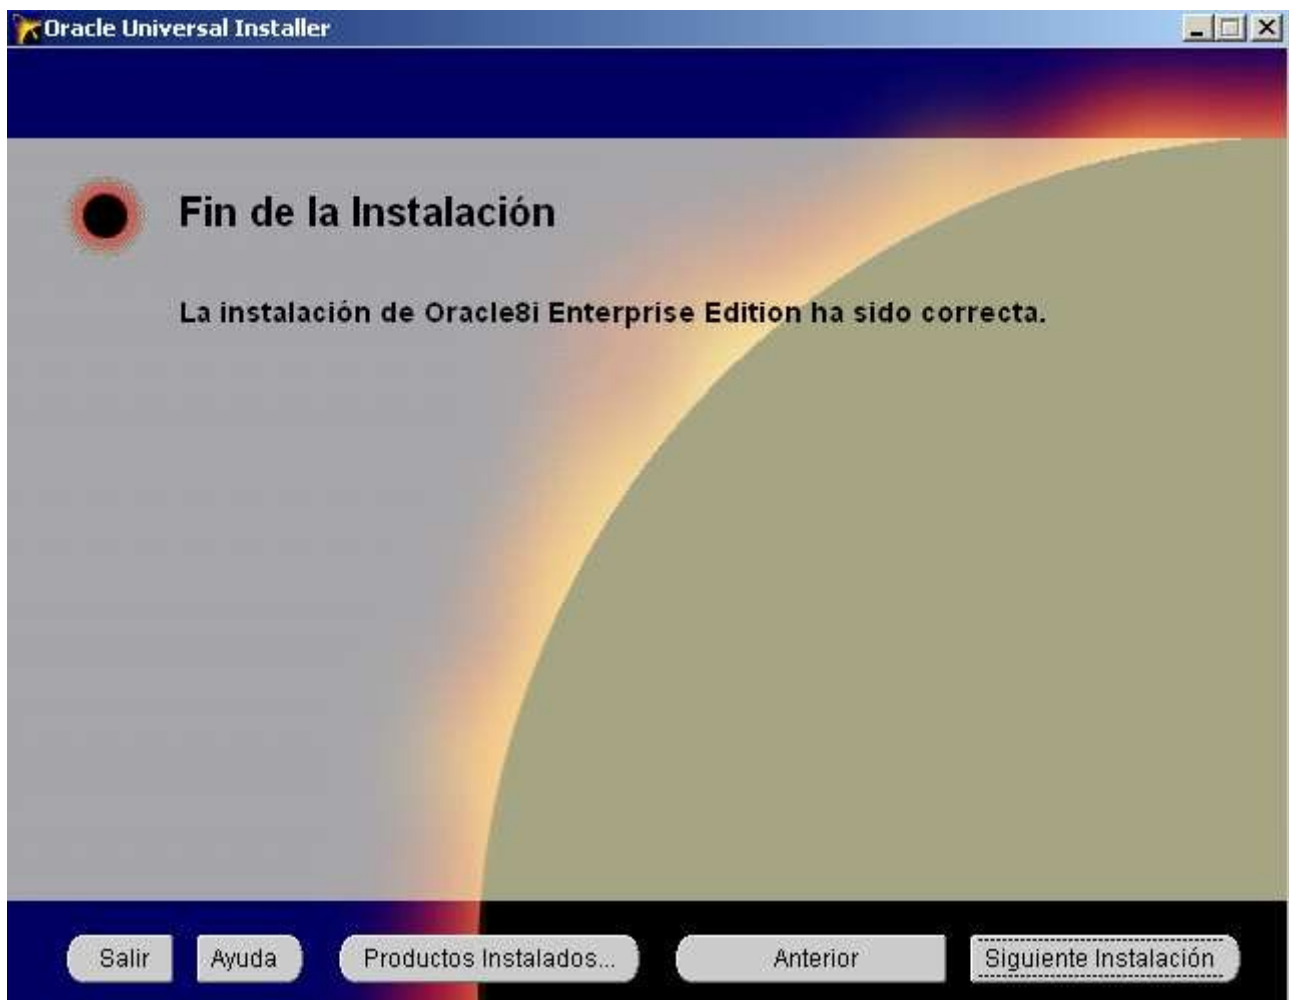 Oracle Universal Installer
Fin de la Instalación
La instalación de Oracle8i Enterprise Edition ha sido correcta.
Salir
Ayuda
Productos Instalados...
Anterior
Siguiente Instalación